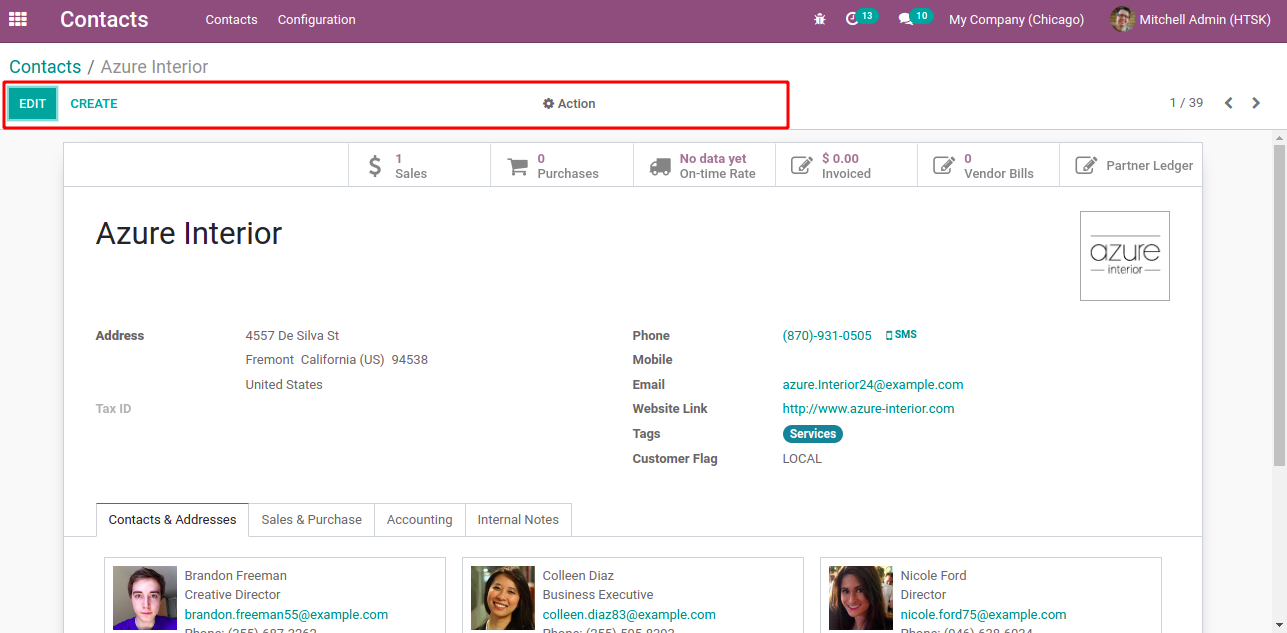 Contacts Contacts Configuration 13 10 My Company (Chicago) Mitchell Admin (HTSK)
Contacts / Azure Interior
EDIT CREATE Action 1 / 39
1 Sales
0 Purchases
No data yet On-time Rate
$ 0.00 Invoiced
0 Vendor Bills
Partner Ledger
Azure Interior
azure
interior
Address 4557 De Silva St
Fremont California (US) 94538
United States
Tax ID
Phone (870)-931-0505 SMS
Mobile
Email azure.Interior24@example.com
Website Link http://www.azure-interior.com
Tags Services
Customer Flag LOCAL
Contacts & Addresses Sales & Purchase Accounting Internal Notes
Brandon Freeman
Creative Director
brandon.freeman55@example.com
Phone: (355)-687-3262
Colleen Diaz
Business Executive
colleen.diaz83@example.com
Phone: (255)-595-8393
Nicole Ford
Director
nicole.ford75@example.com
Phone: (946)-638-6034